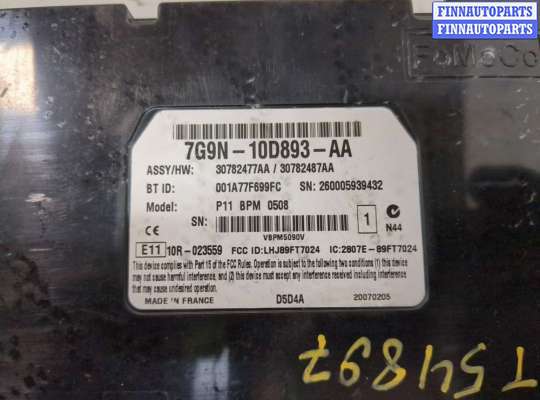 FINNAUTOPARTS
FINNAUTOPARTS
FINNAUTOPARTS
FoMoCo
7G9N-10D893-AA
ASSY/HW: 30782477AA / 30782487AA
BT ID: 001A77F699FC SN: 260005939432
Model: P11 BPM 0508
SN:
VBPM5090V
1
N44
CE
E11 10R-023559 FCC ID:LHJ89FT7024 IC:2807E-89FT7024
This device complies with Part 15 of the FCC Rules. Operation is subject to the following two conditions (1) this device
may not cause harmful interference, and (2) this device must accept any interference received, including interference
that may cause undesired operation.
MADE IN FRANCE D5D4A 20070205
T54897